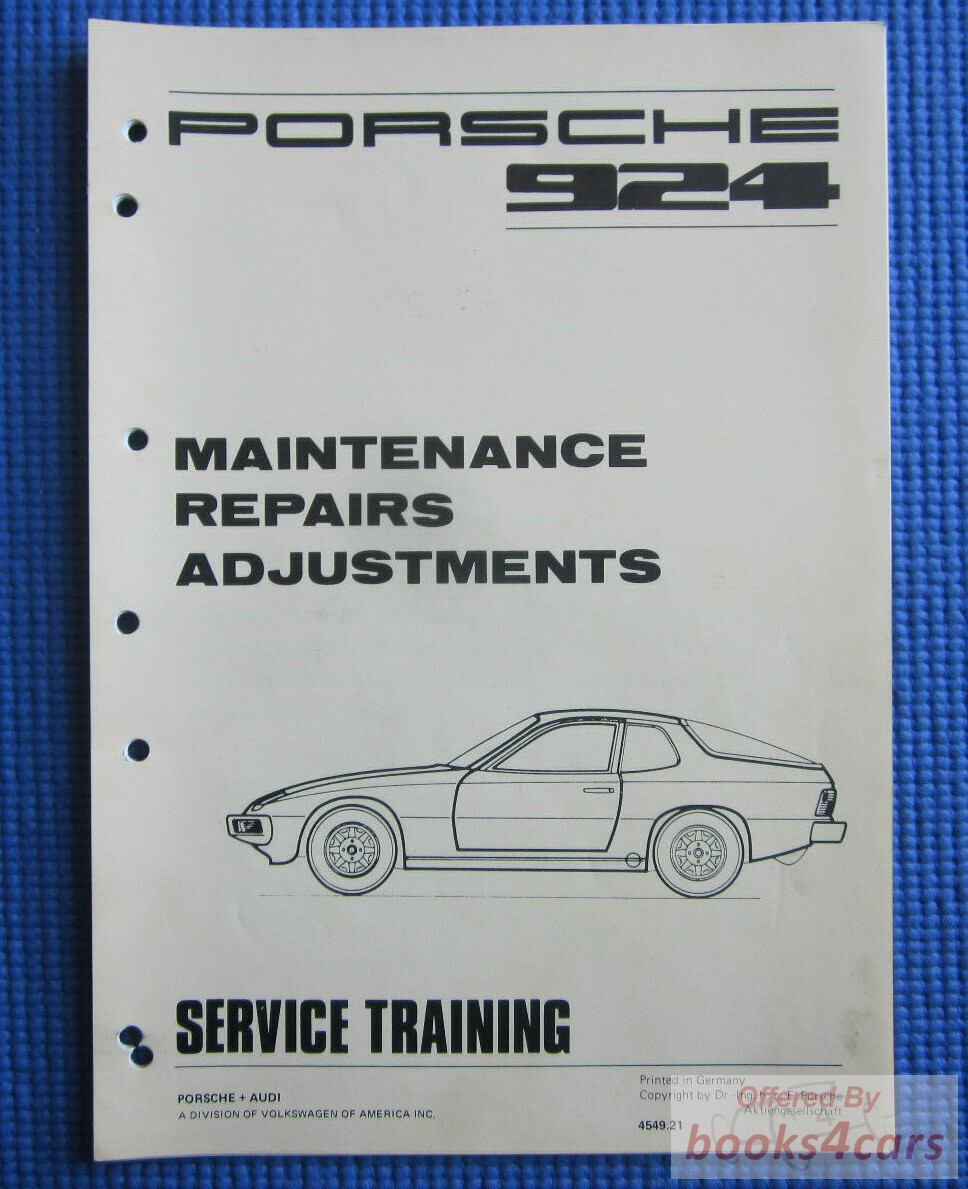 PORSCHE
924
MAINTENANCE
REPAIRS
ADJUSTMENTS
SERVICE TRAINING
PORSCHE + AUDI
A DIVISION OF VOLKSWAGEN OF AMERICA INC.
Printed in Germany
Copyright by Dr.-Ing. h. c. F. Porsche
Aktiengesellschaft
4549.21
Offered By
books4cars